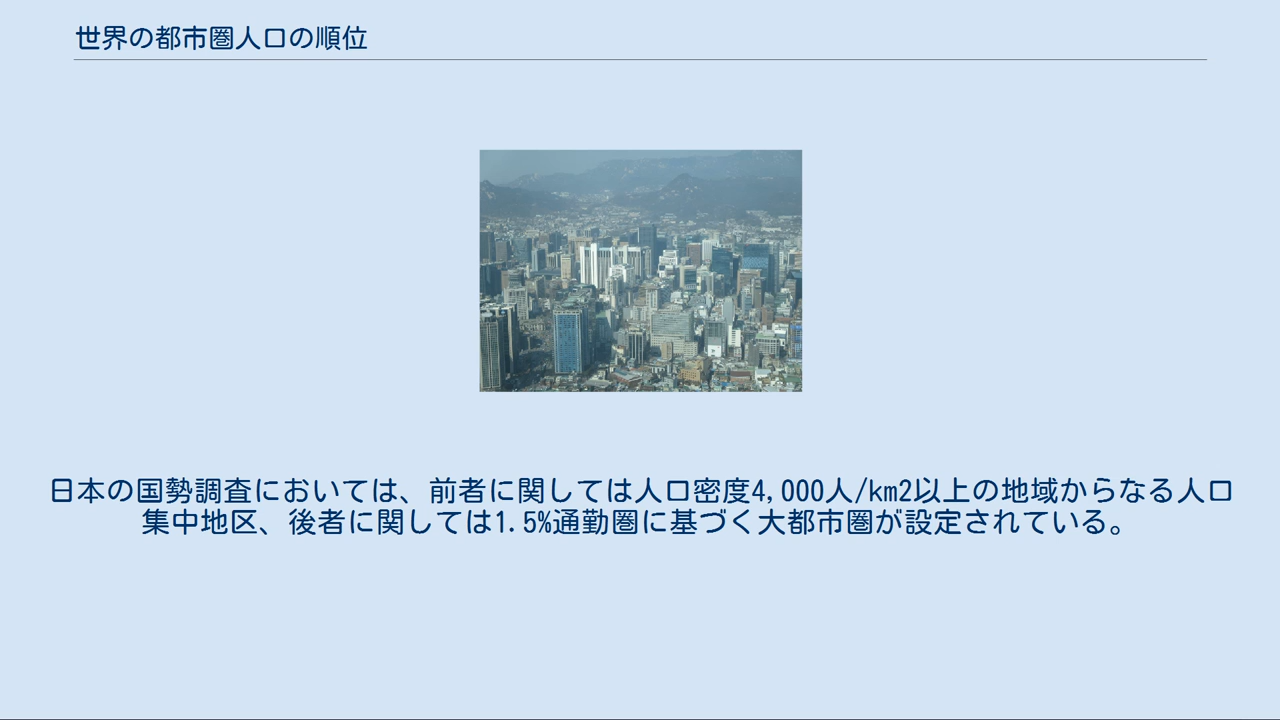 世界の都市圏人口の順位
日本の国勢調査においては、前者に関しては人口密度4,000人/km2以上の地域からなる人口
集中地区、後者に関しては1.5%通勤圏に基づく大都市圏が設定されている。